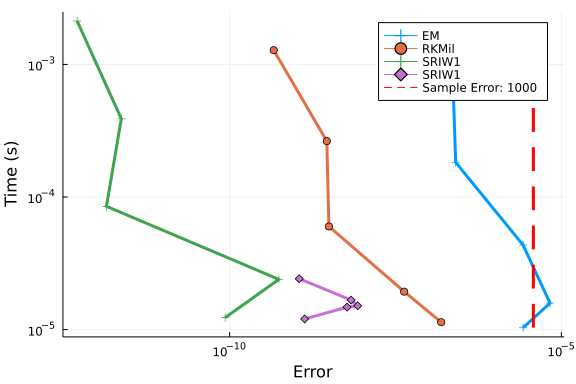 EM
RKMil
SRIW1
SRIW1
Sample Error: 1000
Time (s)
10⁻³
10⁻⁴
10⁻⁵
10⁻¹⁰
10⁻⁵
Error